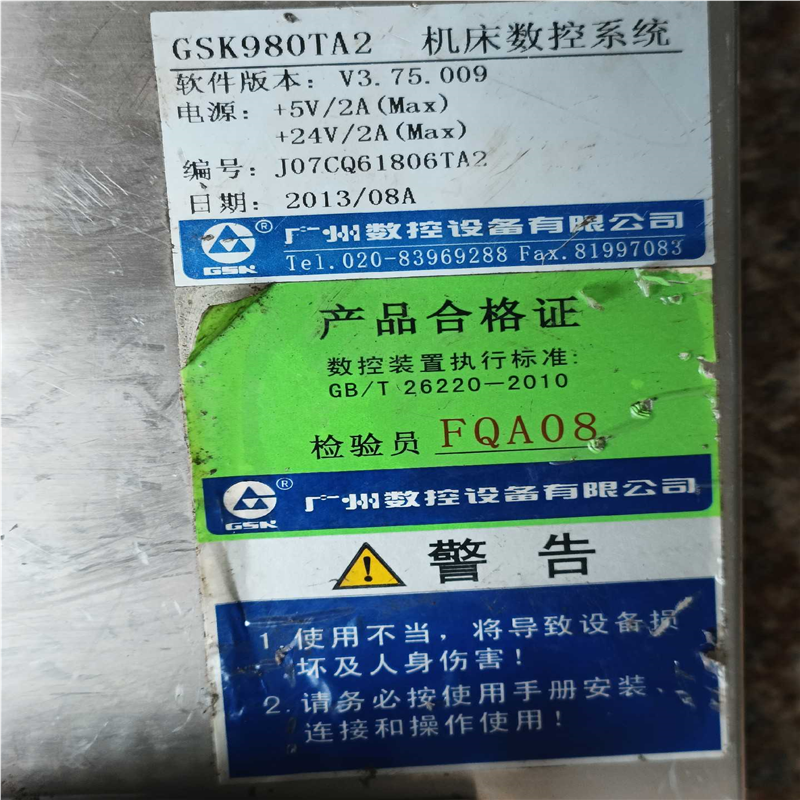 GSK980TA2 机床数控系统
软件版本: V3.75.009
电源: +5V/2A(Max)
+24V/2A(Max)
编号: J07CQ61806TA2
日期: 2013/08A
GSK ® 广州数控设备有限公司
Tel.020-83969288 Fax.81997083
产品合格证
数控装置执行标准:
GB/T 26220-2010
检验员 FQA08
GSK ® 广州数控设备有限公司
警 告
1. 使用不当，将导致设备损
坏及人身伤害！
2. 请务必按使用手册安装、
连接和操作使用！